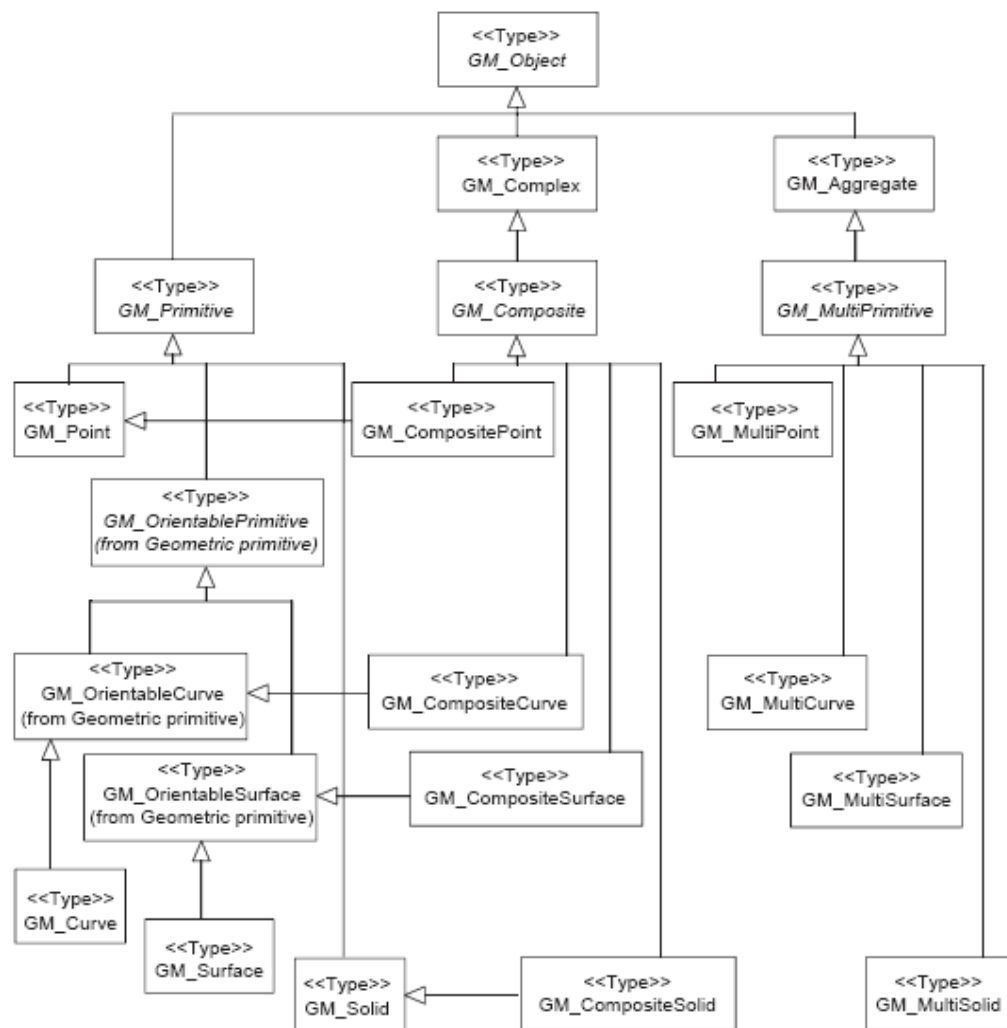 <<Type>>
GM_Object
<<Type>>
GM_Complex
<<Type>>
GM_Aggregate
<<Type>>
GM_Primitive
<<Type>>
GM_Composite
<<Type>>
GM_MultiPrimitive
<<Type>>
GM_Point
<<Type>>
GM_CompositePoint
<<Type>>
GM_MultiPoint
<<Type>>
GM_OrientablePrimitive
(from Geometric primitive)
<<Type>>
GM_OrientableCurve
(from Geometric primitive)
<<Type>>
GM_CompositeCurve
<<Type>>
GM_MultiCurve
<<Type>>
GM_OrientableSurface
(from Geometric primitive)
<<Type>>
GM_CompositeSurface
<<Type>>
GM_MultiSurface
<<Type>>
GM_Curve
<<Type>>
GM_Surface
<<Type>>
GM_Solid
<<Type>>
GM_CompositeSolid
<<Type>>
GM_MultiSolid